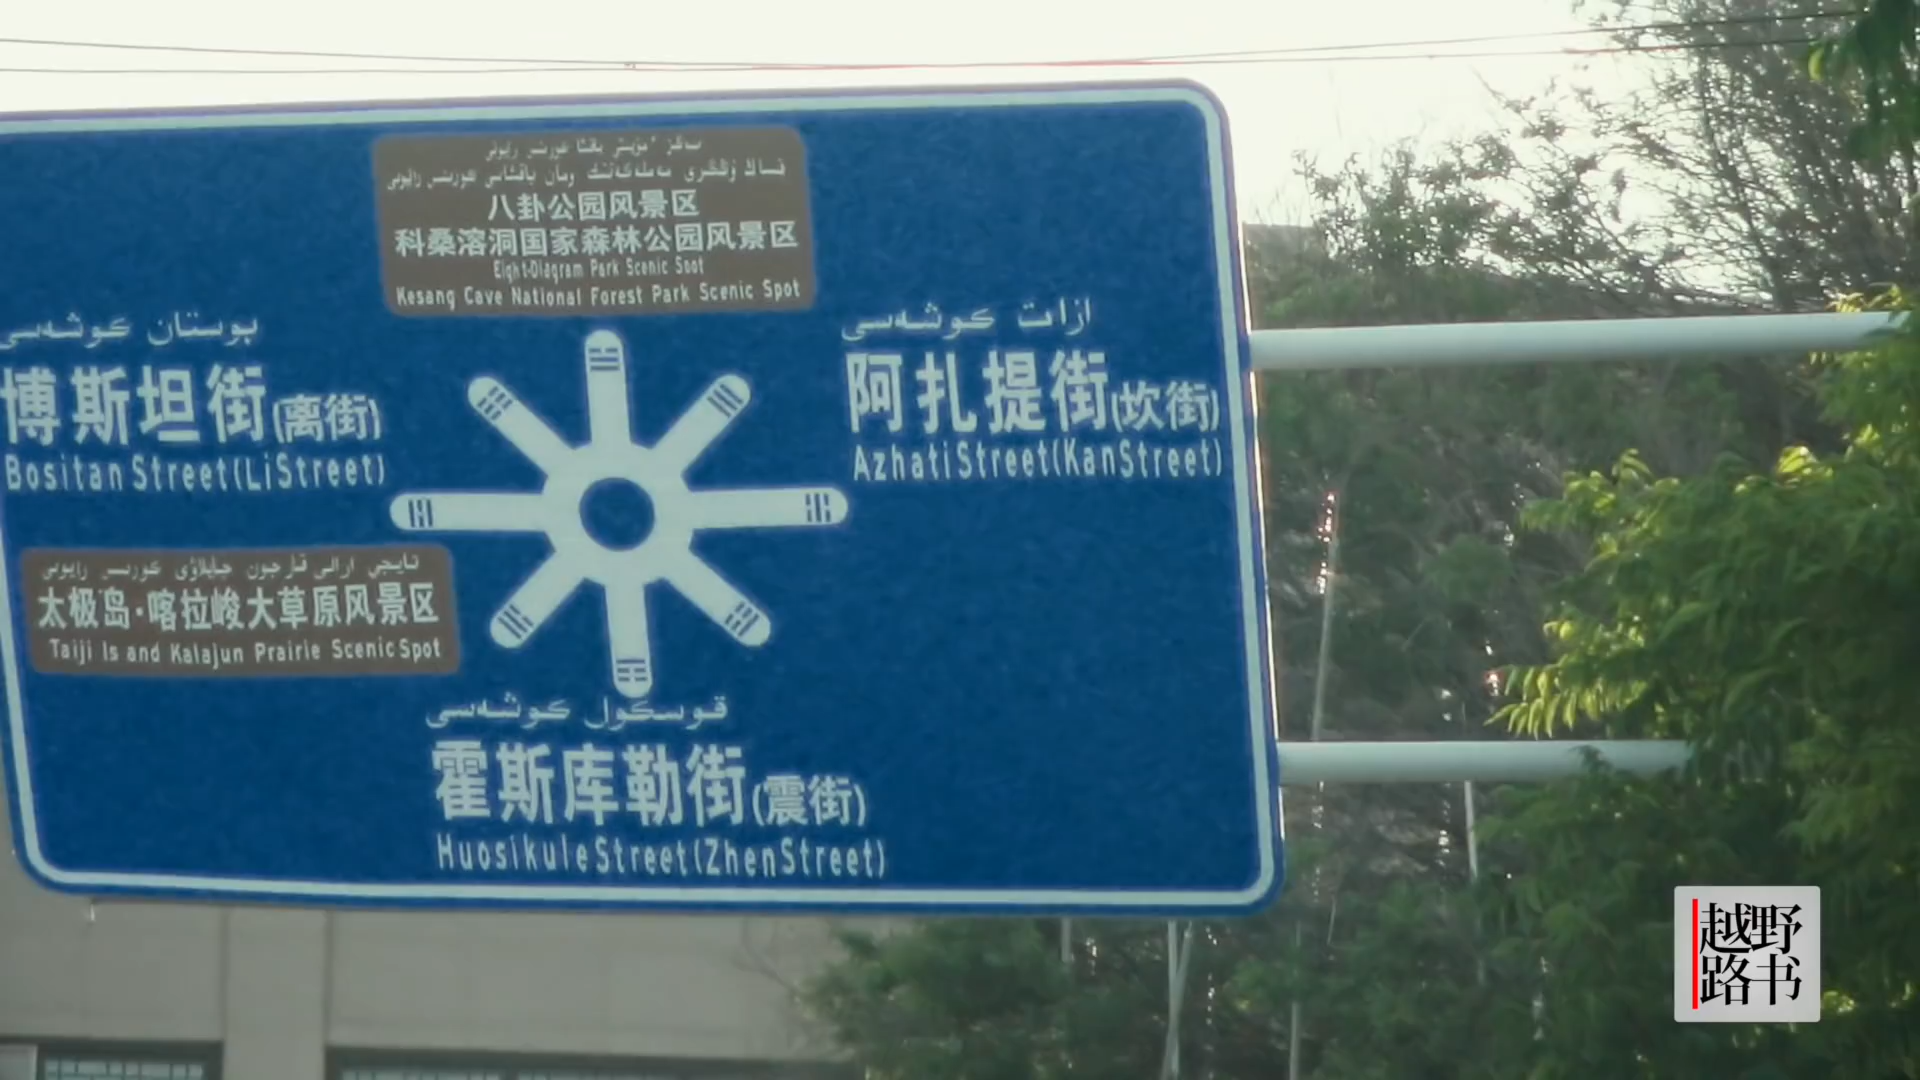 八卦公园风景区
科桑溶洞国家森林公园风景区
Eight-Diagram Park Scenic Spot
Kesang Cave National Forest Park Scenic Spot
بوستان كوشەسى
博斯坦街(离街)
Bositan Street(LiStreet)
ازات كوشەسى
阿扎提街(坎街)
AzhatiStreet(KanStreet)
太极岛·喀拉峻大草原风景区
Taiji Is and Kalajun Prairie Scenic Spot
قوسكول كوشەسى
霍斯库勒街(震街)
HuosikuleStreet(ZhenStreet)
越野
路书